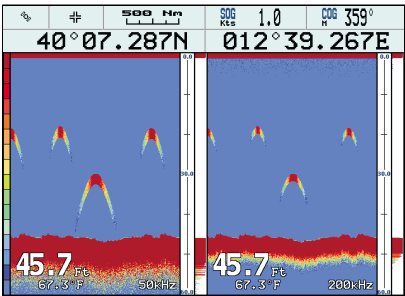 500 Nm SOG Kts 1.0 COG M 359°
40°07.287N 012°39.267E
0.0 0.0
30.0 30.0
45.7 Ft 45.7 Ft
67.3°F 50kHz 67.3°F 200kHz
60.0 60.0